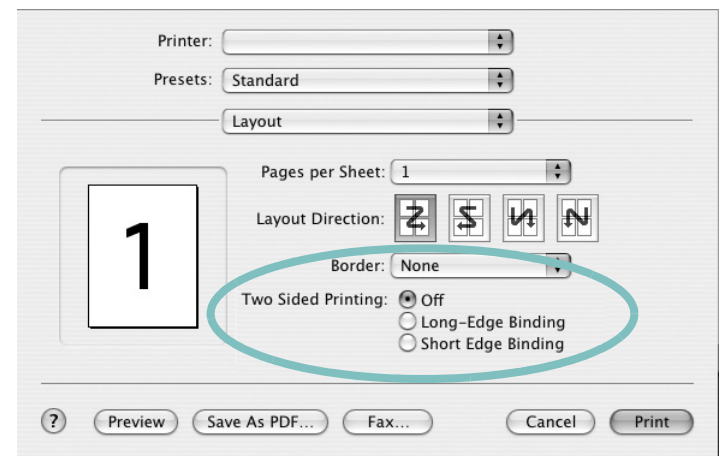 Printer:
Presets: Standard
Layout
Pages per Sheet: 1
1
Layout Direction:
Border: None
Two Sided Printing: Off
Long-Edge Binding
Short Edge Binding
? Preview Save As PDF... Fax... Cancel Print